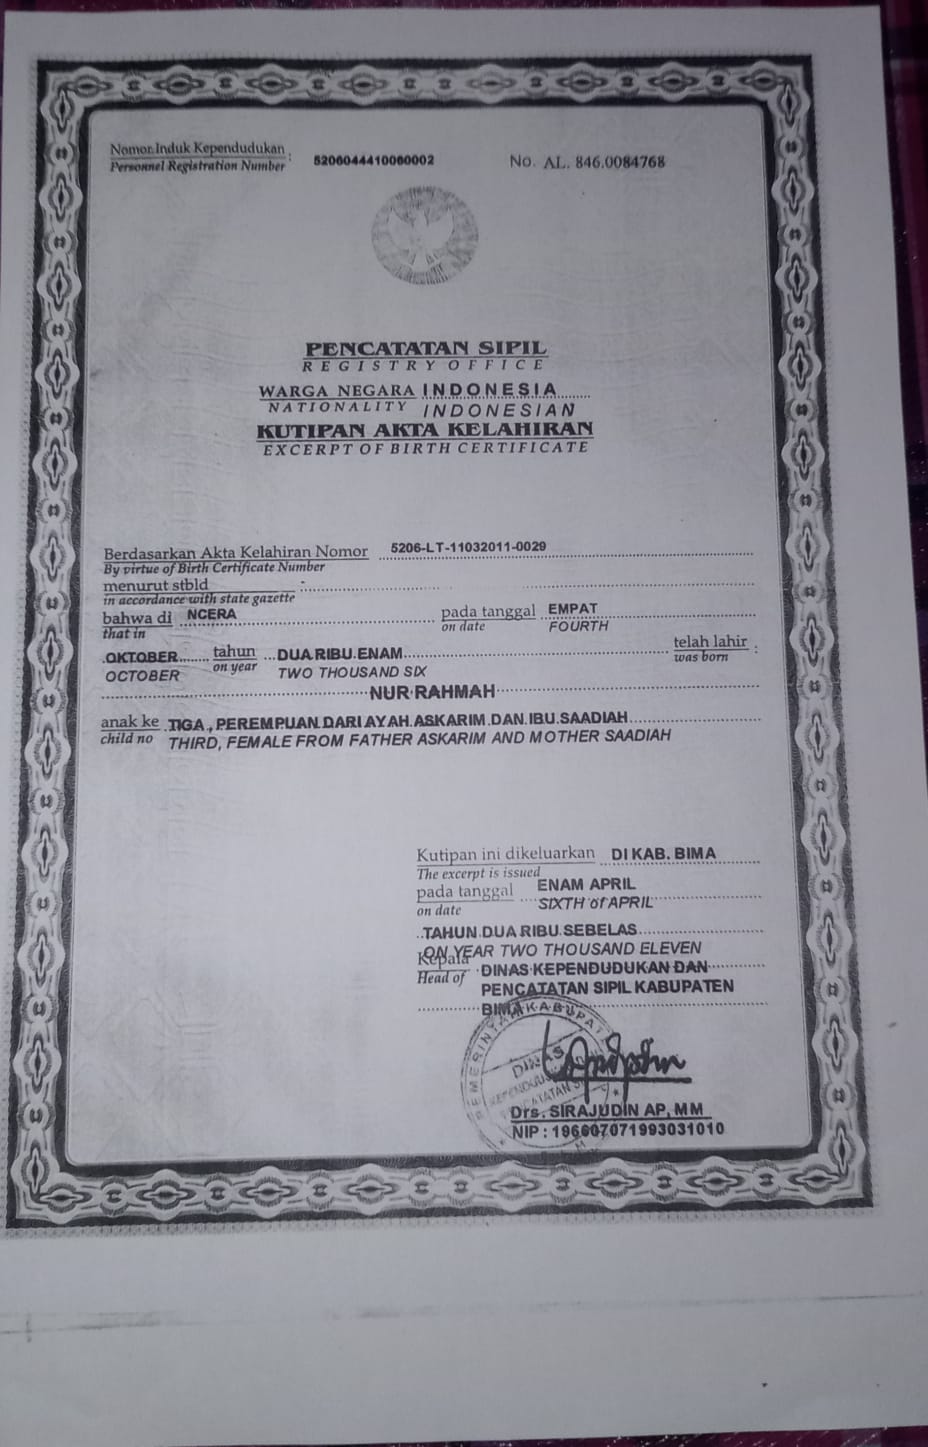 Nomor Induk Kependudukan : 5206044410060002 No. AL. 846.0084768
Personnel Registration Number
PENCATATAN SIPIL
REGISTRY OFFICE
WARGA NEGARA INDONESIA
NATIONALITY INDONESIAN
KUTIPAN AKTA KELAHIRAN
EXCERPT OF BIRTH CERTIFICATE
Berdasarkan Akta Kelahiran Nomor 5206-LT-11032011-0029
By virtue of Birth Certificate Number
menurut stbld -
in accordance with state gazette
bahwa di NCERA pada tanggal EMPAT
that in on date FOURTH
OKTOBER tahun DUA RIBU ENAM telah lahir :
OCTOBER on year TWO THOUSAND SIX was born
NUR RAHMAH
anak ke TIGA, PEREMPUAN DARI AYAH ASKARIM DAN IBU SAADIAH
child no THIRD, FEMALE FROM FATHER ASKARIM AND MOTHER SAADIAH
Kutipan ini dikeluarkan DI KAB. BIMA
The excerpt is issued
pada tanggal ENAM APRIL
on date SIXTH of APRIL
TAHUN DUA RIBU SEBELAS
ON YEAR TWO THOUSAND ELEVEN
Kepala DINAS KEPENDUDUKAN DAN
Head of PENCATATAN SIPIL KABUPATEN
BIMA
DINAS
Drs. SIRAJUDIN AP, MM
NIP : 196607071993031010